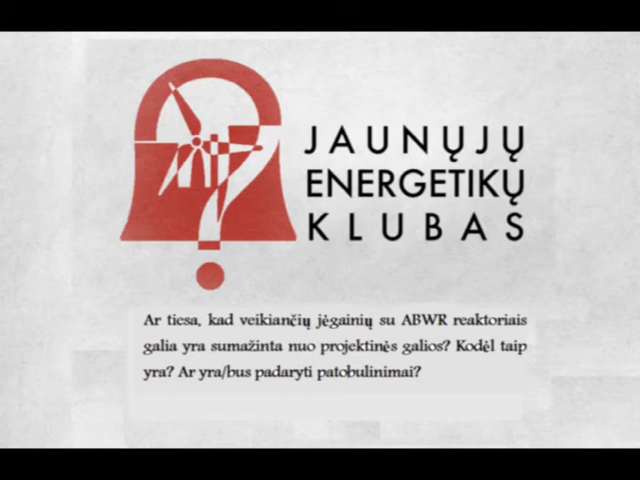 JAUNŲJŲ
ENERGETIKŲ
KLUBAS
Ar tiesa, kad veikiančių jėgainių su ABWR reaktoriais
galia yra sumažinta nuo projektinės galios? Kodėl taip
yra? Ar yra/bus padaryti patobulinimai?